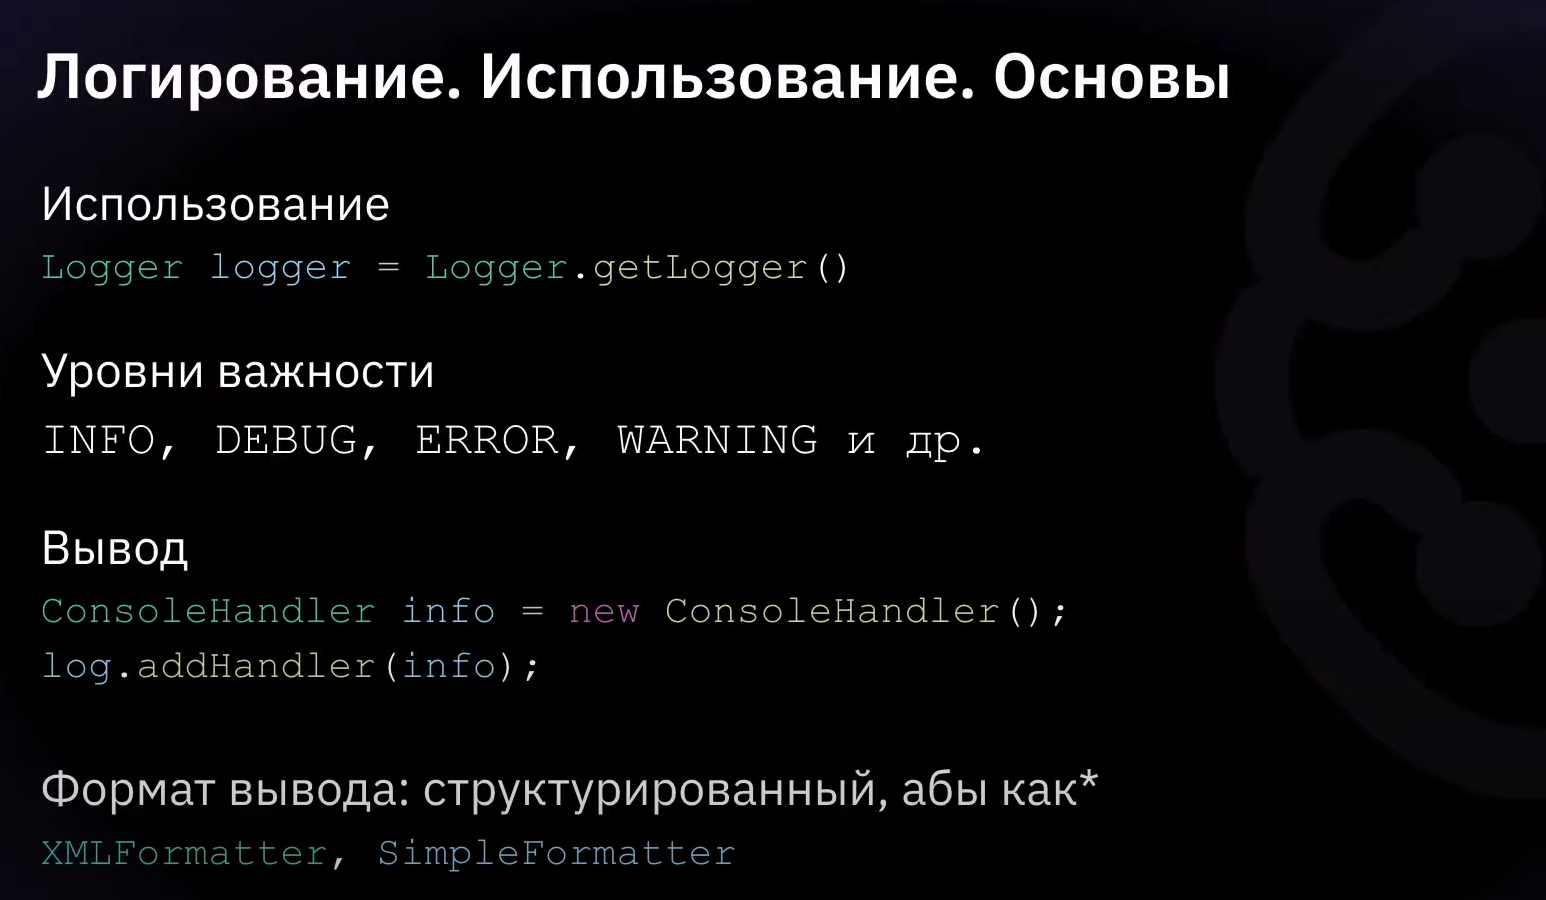 Логирование. Использование. Основы
Использование
Logger logger = Logger.getLogger()
Уровни важности
INFO, DEBUG, ERROR, WARNING и др.
Вывод
ConsoleHandler info = new ConsoleHandler();
log.addHandler(info);
Формат вывода: структурированный, абы как*
XMLFormatter, SimpleFormatter